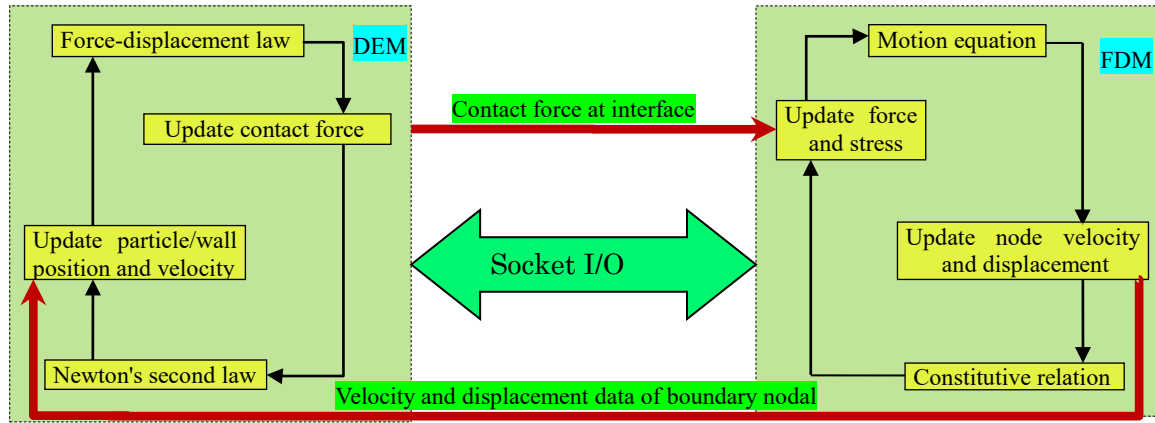 Force-displacement law
DEM
Update contact force
Update particle/wall
position and velocity
Newton's second law
Contact force at interface
Socket I/O
Velocity and displacement data of boundary nodal
Motion equation
FDM
Update force
and stress
Update node velocity
and displacement
Constitutive relation